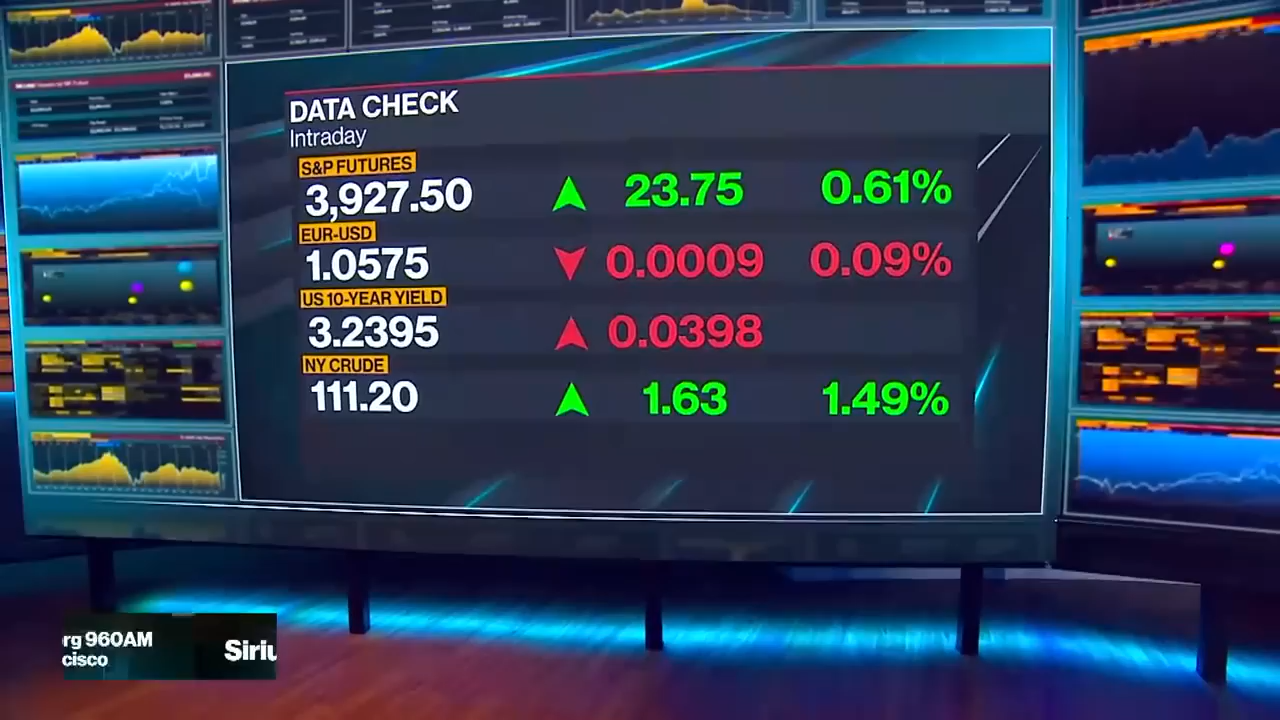 DATA CHECK
Intraday
S&P FUTURES
3,927.50 23.75 0.61%
EUR-USD
1.0575 0.0009 0.09%
US 10-YEAR YIELD
3.2395 0.0398
NY CRUDE
111.20 1.63 1.49%
rg 960AM
cisco
Siriu